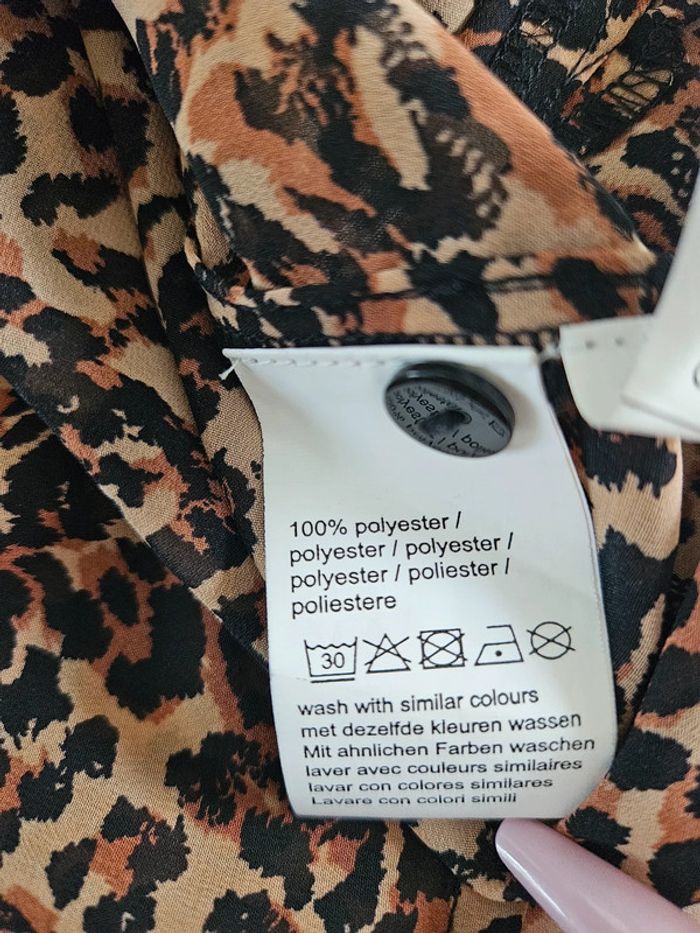 100% polyester /
polyester / polyester /
polyester / poliester /
poliestere
30
wash with similar colours
met dezelfde kleuren wassen
Mit ahnlichen Farben waschen
laver avec couleurs similaires
lavar con colores similares
Lavare con colori simili